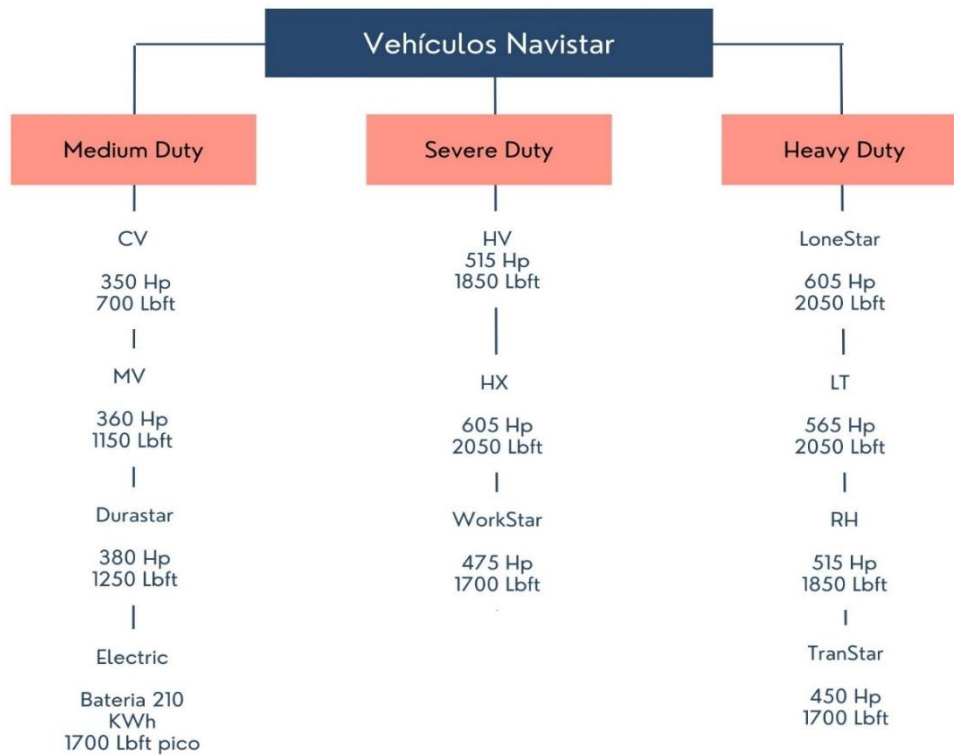 Vehículos Navistar
Medium Duty
Severe Duty
Heavy Duty
CV
350 Hp
700 Lbft
MV
360 Hp
1150 Lbft
Durastar
380 Hp
1250 Lbft
Electric
Bateria 210
KWh
1700 Lbft pico
HV
515 Hp
1850 Lbft
HX
605 Hp
2050 Lbft
WorkStar
475 Hp
1700 Lbft
LoneStar
605 Hp
2050 Lbft
LT
565 Hp
2050 Lbft
RH
515 Hp
1850 Lbft
TranStar
450 Hp
1700 Lbft